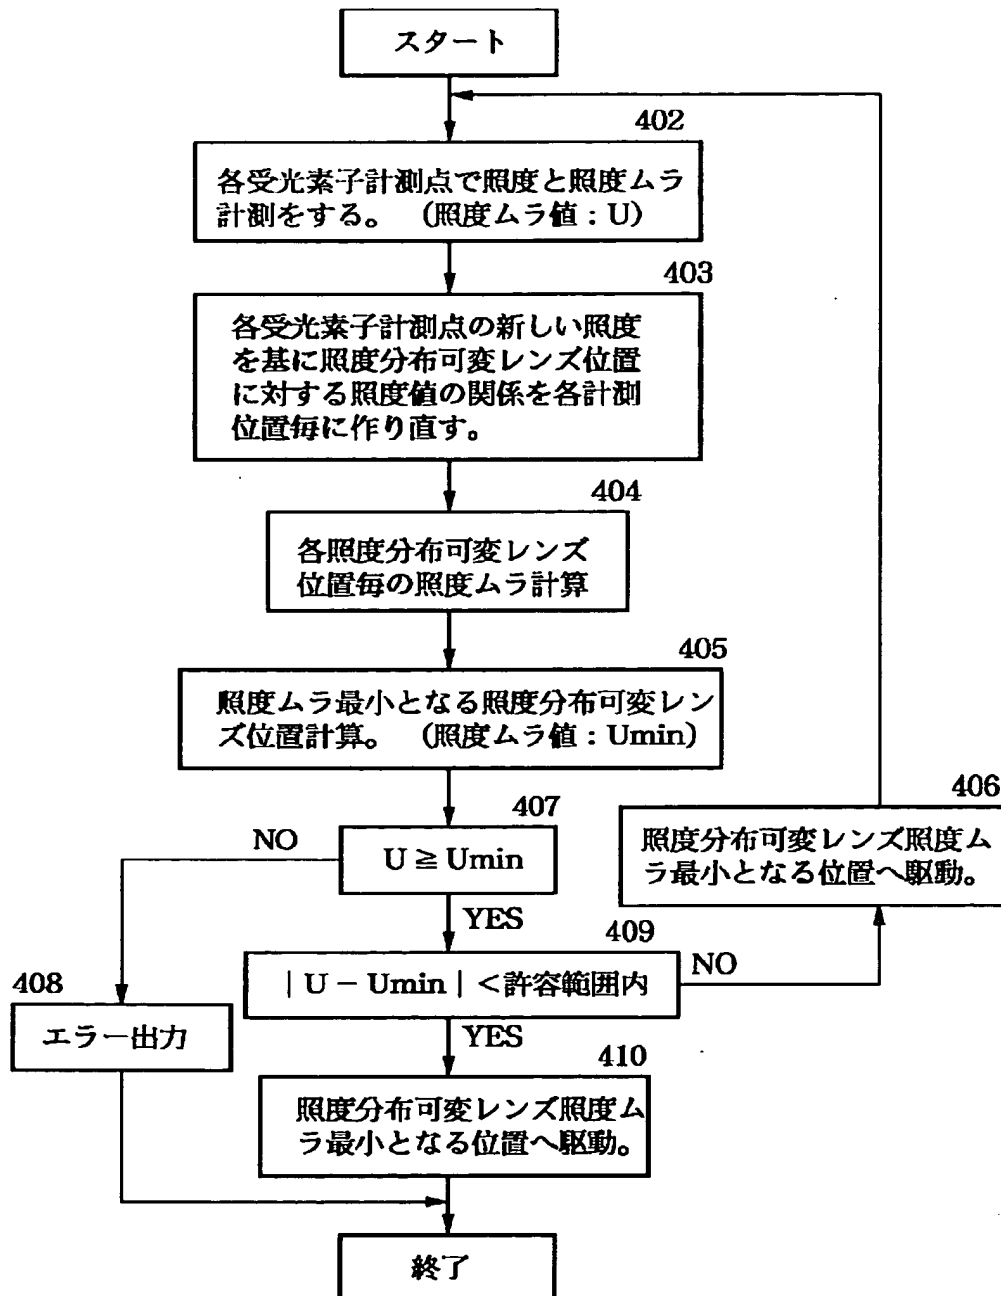 スタート
402
各受光素子計測点で照度と照度ムラ
計測をする。 （照度ムラ値：U）
403
各受光素子計測点の新しい照度
を基に照度分布可変レンズ位置
に対する照度値の関係を各計測
位置毎に作り直す。
404
各照度分布可変レンズ
位置毎の照度ムラ計算
405
照度ムラ最小となる照度分布可変レン
ズ位置計算。 （照度ムラ値：Umin）
407
NO
U ≧ Umin
YES
406
照度分布可変レンズ照度ム
ラ最小となる位置へ駆動。
409
｜U － Umin｜＜許容範囲内
NO
YES
408
エラー出力
410
照度分布可変レンズ照度ム
ラ最小となる位置へ駆動。
終了